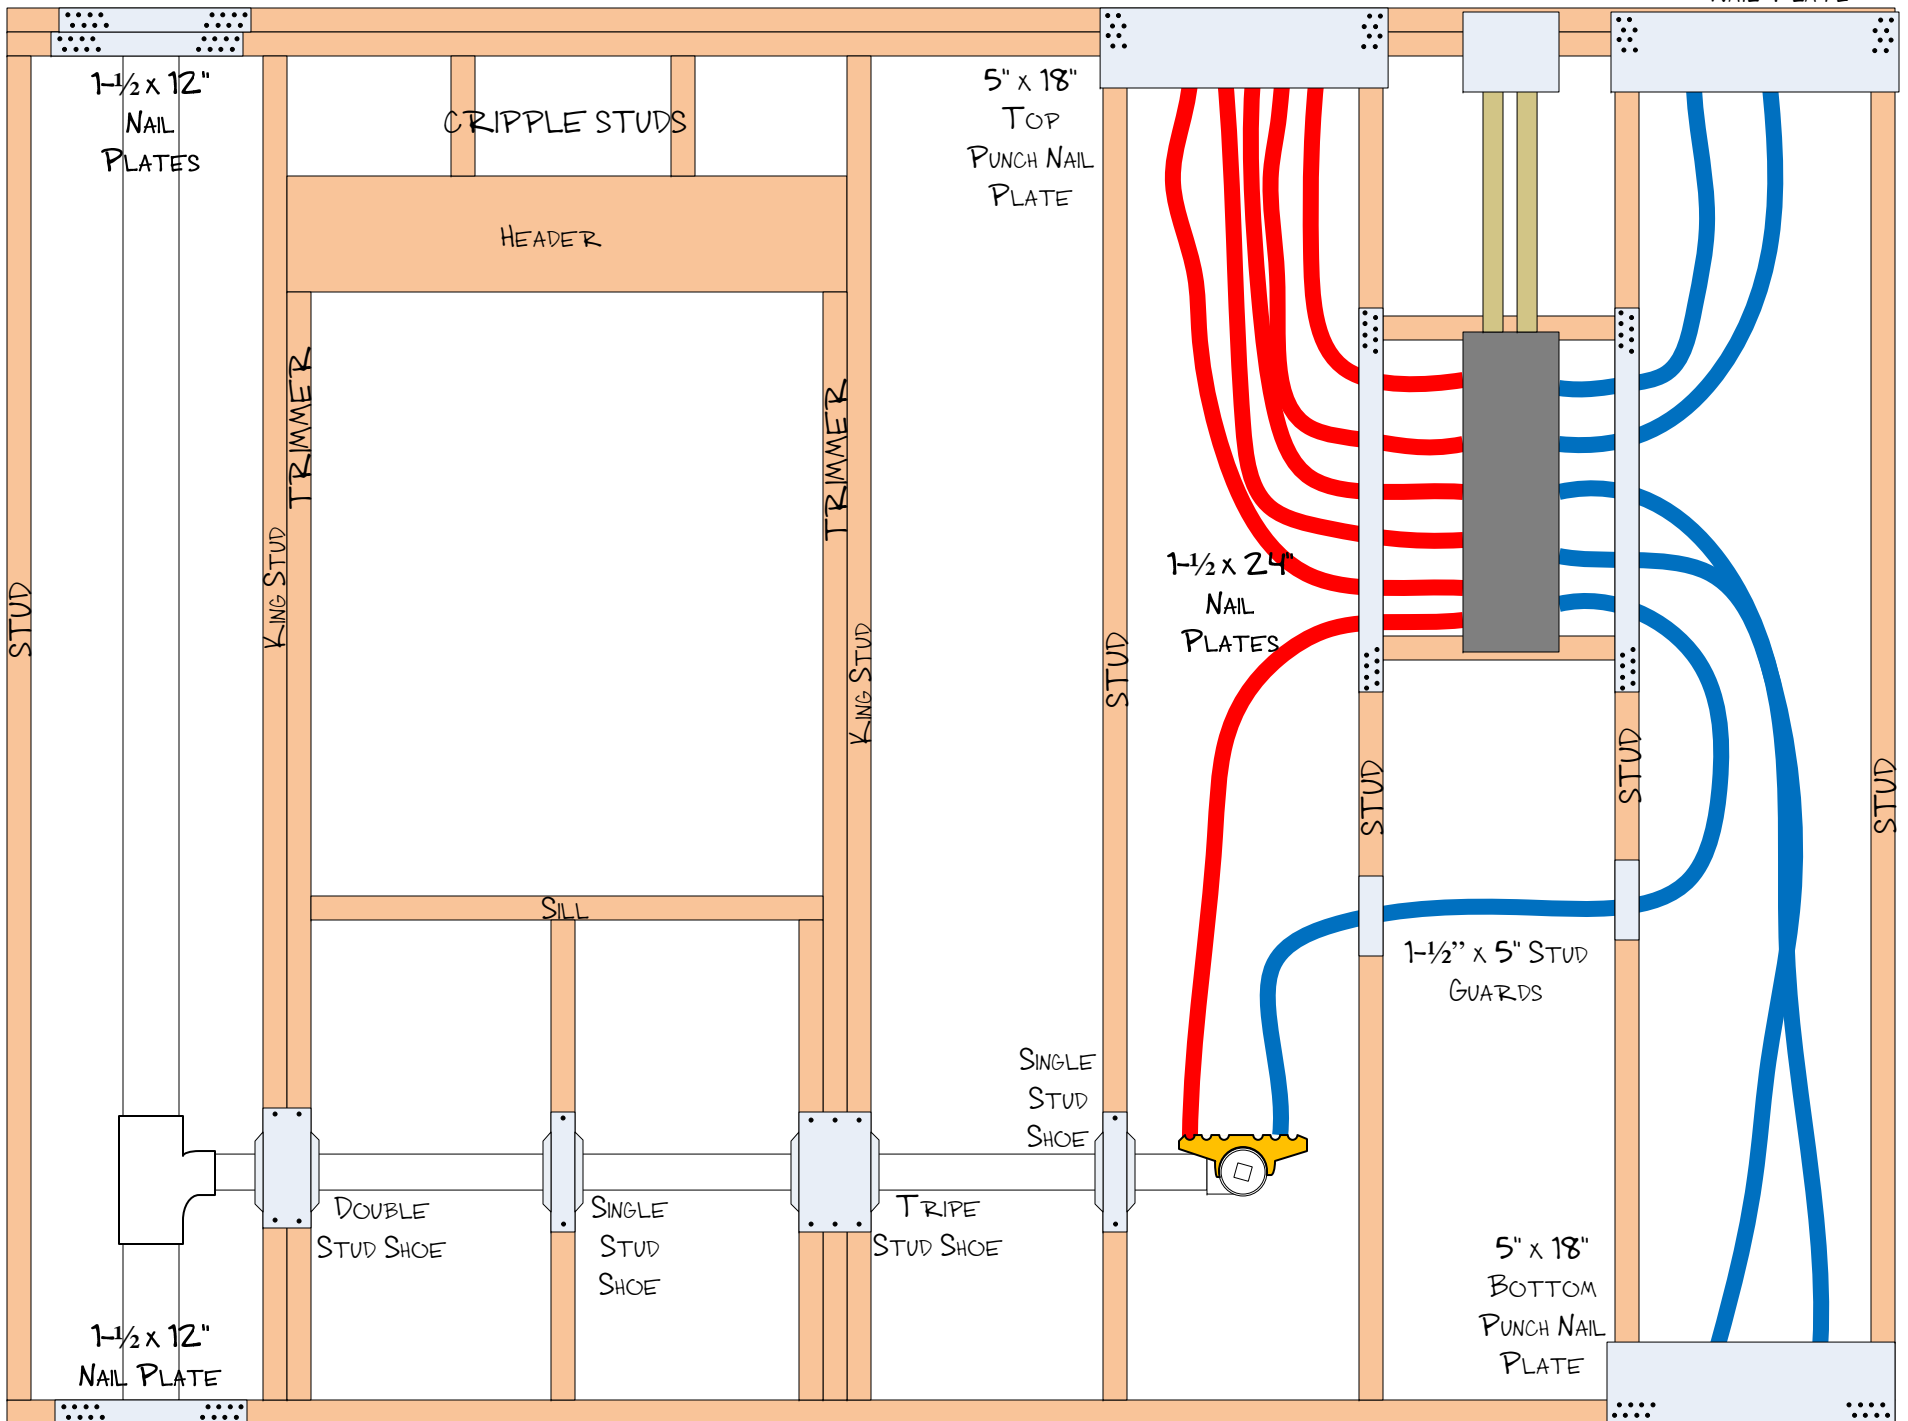 NAIL PLATE
1-½ x 12"
NAIL
PLATES
CRIPPLE STUDS
5" x 18"
TOP
PUNCH NAIL
PLATE
HEADER
TRIMMER
TRIMMER
KING STUD
KING STUD
STUD
STUD
1-½ x 24"
NAIL
PLATES
STUD
STUD
STUD
SILL
1-½” x 5" STUD
GUARDS
SINGLE
STUD
SHOE
DOUBLE
STUD SHOE
SINGLE
STUD
SHOE
TRIPE
STUD SHOE
5" x 18"
BOTTOM
PUNCH NAIL
PLATE
1-½ x 12"
NAIL PLATE